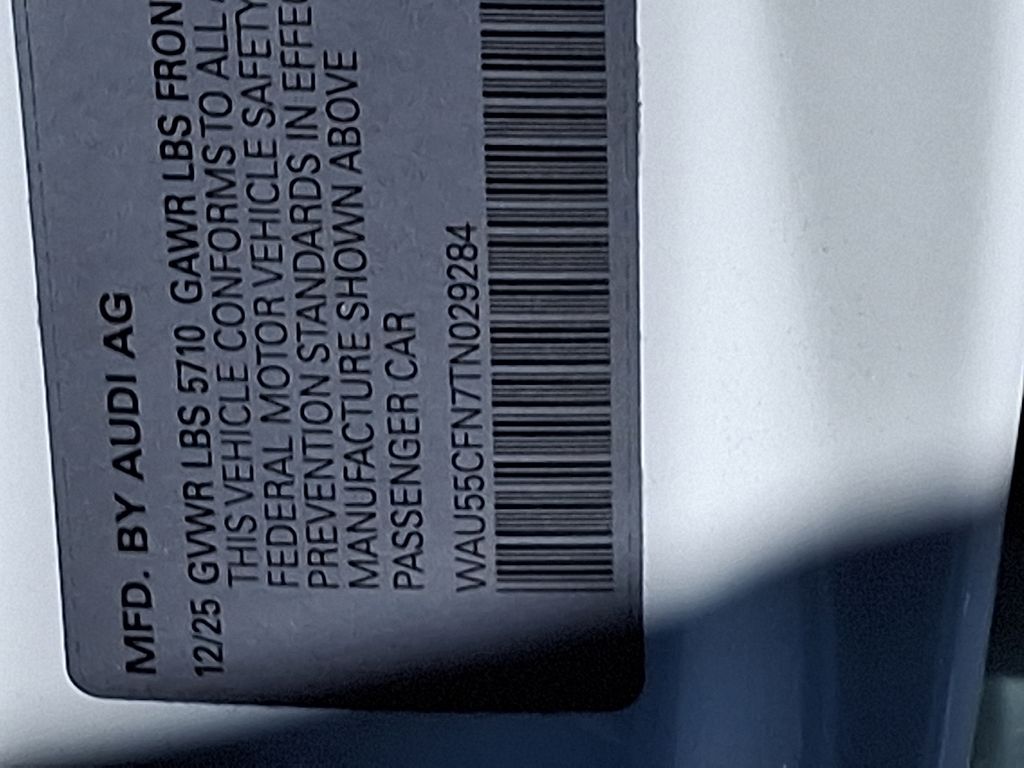 MFD. BY AUDI AG
12/25 GVWR LBS 5710 GAWR LBS FRON
THIS VEHICLE CONFORMS TO ALL
FEDERAL MOTOR VEHICLE SAFETY
PREVENTION STANDARDS IN EFFEC
MANUFACTURE SHOWN ABOVE
PASSENGER CAR
WAU55CFN7TN029284